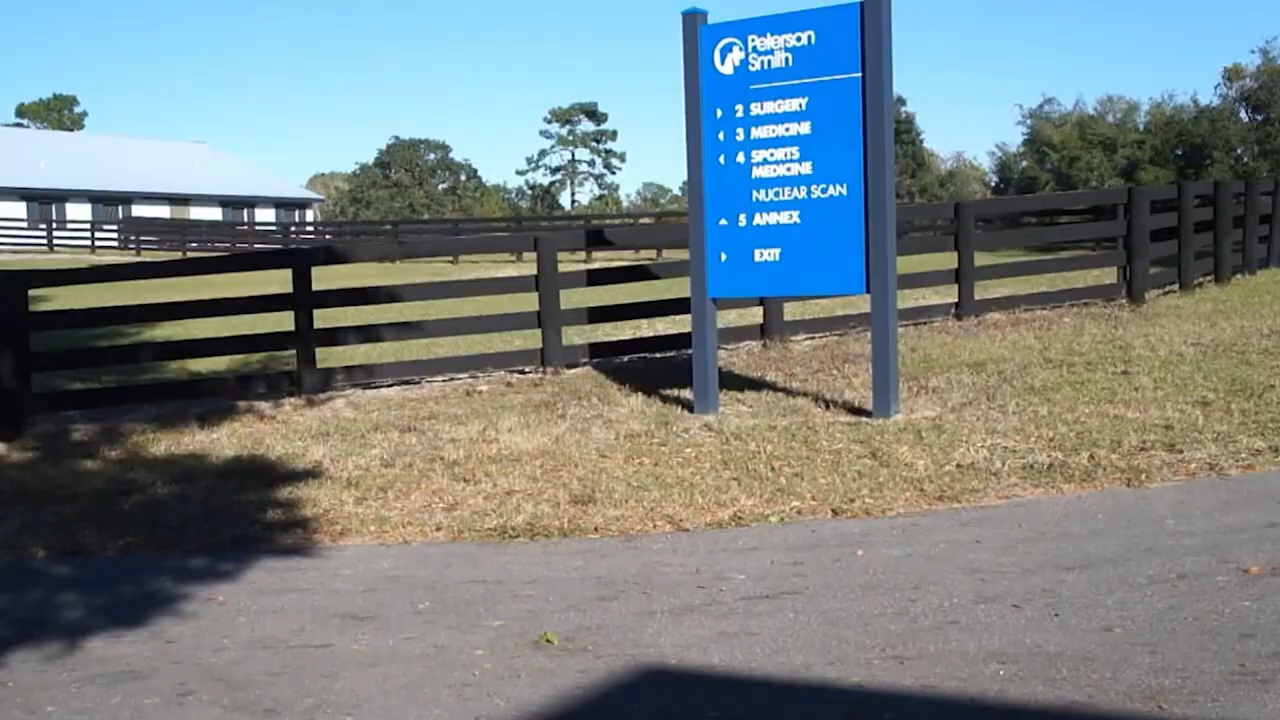 Peterson
Smith
2 SURGERY
3 MEDICINE
4 SPORTS
MEDICINE
NUCLEAR SCAN
5 ANNEX
EXIT